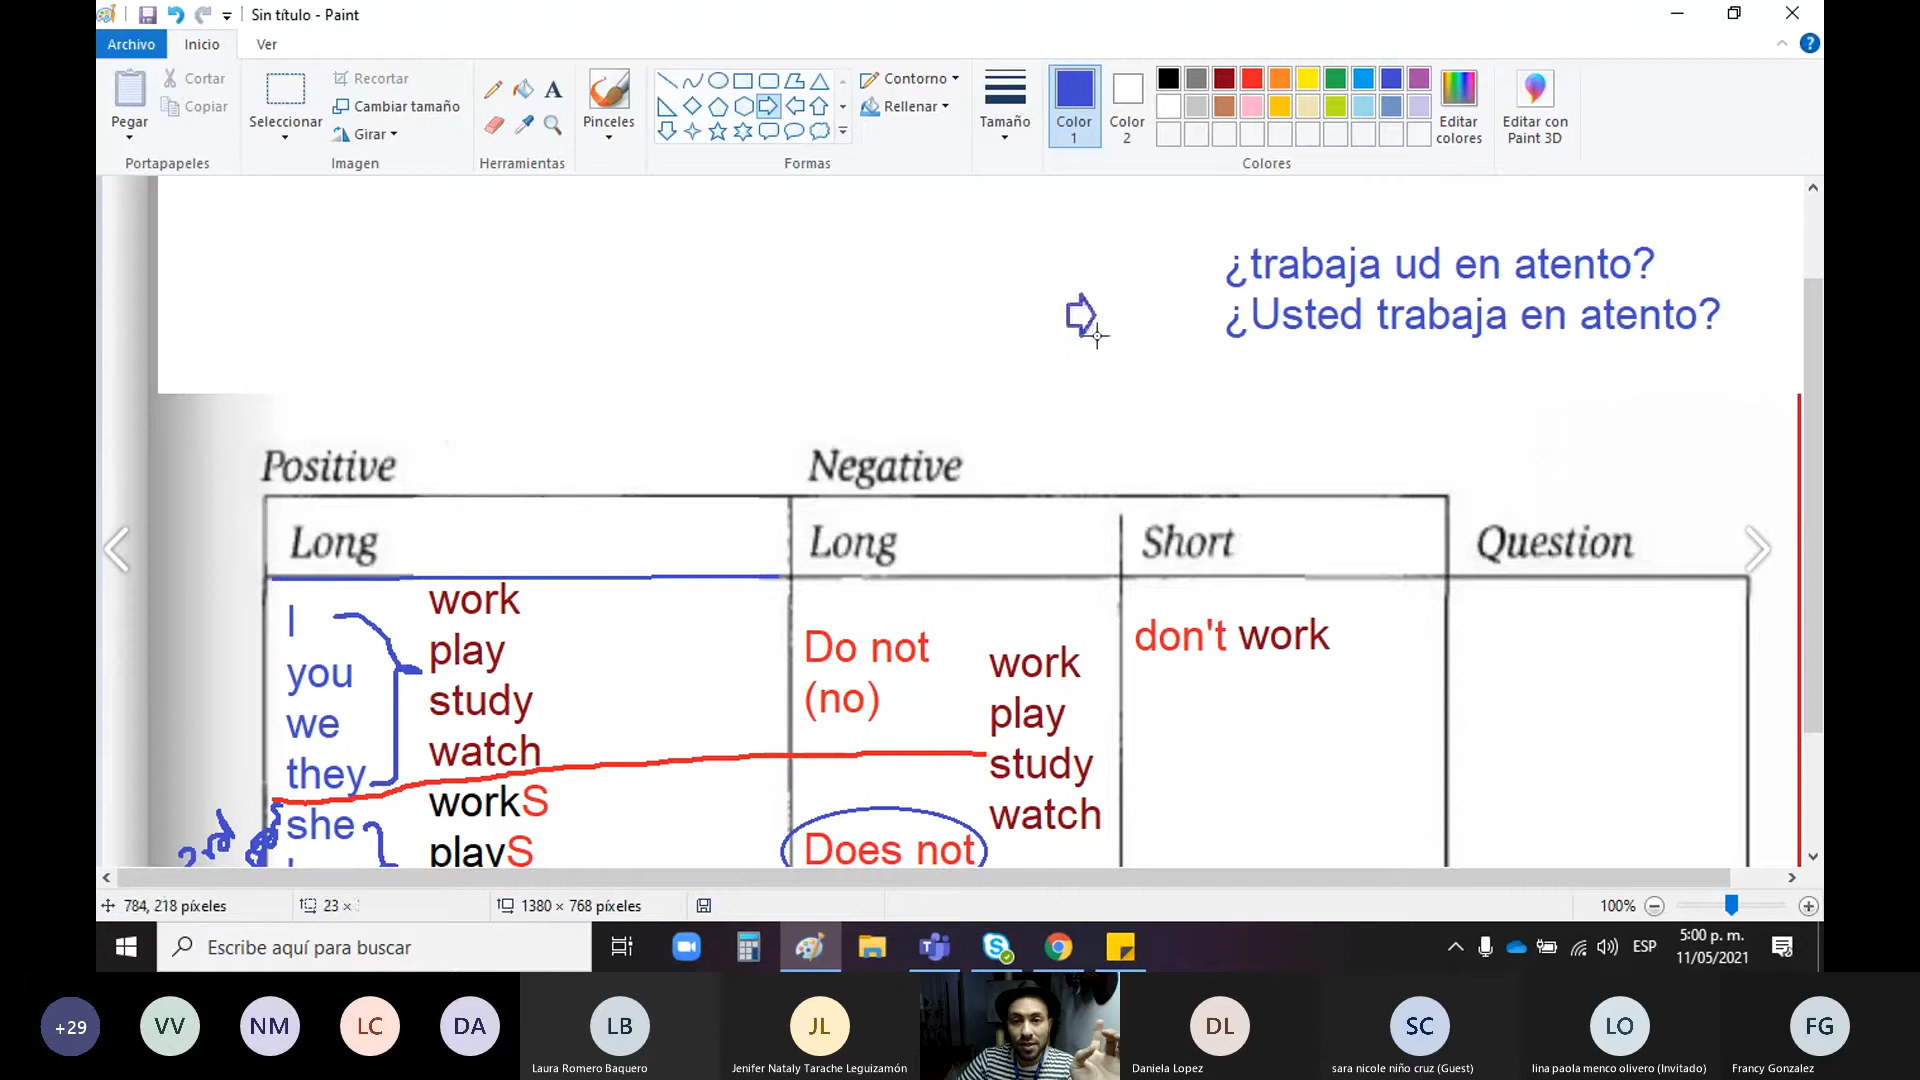 Sin título - Paint
Archivo Inicio Ver
Pegar
Cortar
Copiar
Portapapeles
Seleccionar
Recortar
Cambiar tamaño
Girar
Imagen
A
Herramientas
Pinceles
Contorno
Rellenar
Formas
Tamaño
Color 1
Color 2
Editar colores
Editar con Paint 3D
Colores
¿trabaja ud en atento?
¿Usted trabaja en atento?
Positive Negative
Long Long Short Question
I
you
we
they
she
work
play
study
watch
workS
playS
Do not
(no)
Does not
work
play
study
watch
don't work
784, 218 píxeles
23 ×
1380 × 768 píxeles
100%
Escribe aquí para buscar
ESP
5:00 p. m.
11/05/2021
+29 VV NM LC DA LB JL DL SC LO FG
Laura Romero Baquero
Jenifer Nataly Tarache Leguizamón
Daniela Lopez
sara nicole niño cruz (Guest)
lina paola menco olivero (Invitado)
Francy Gonzalez